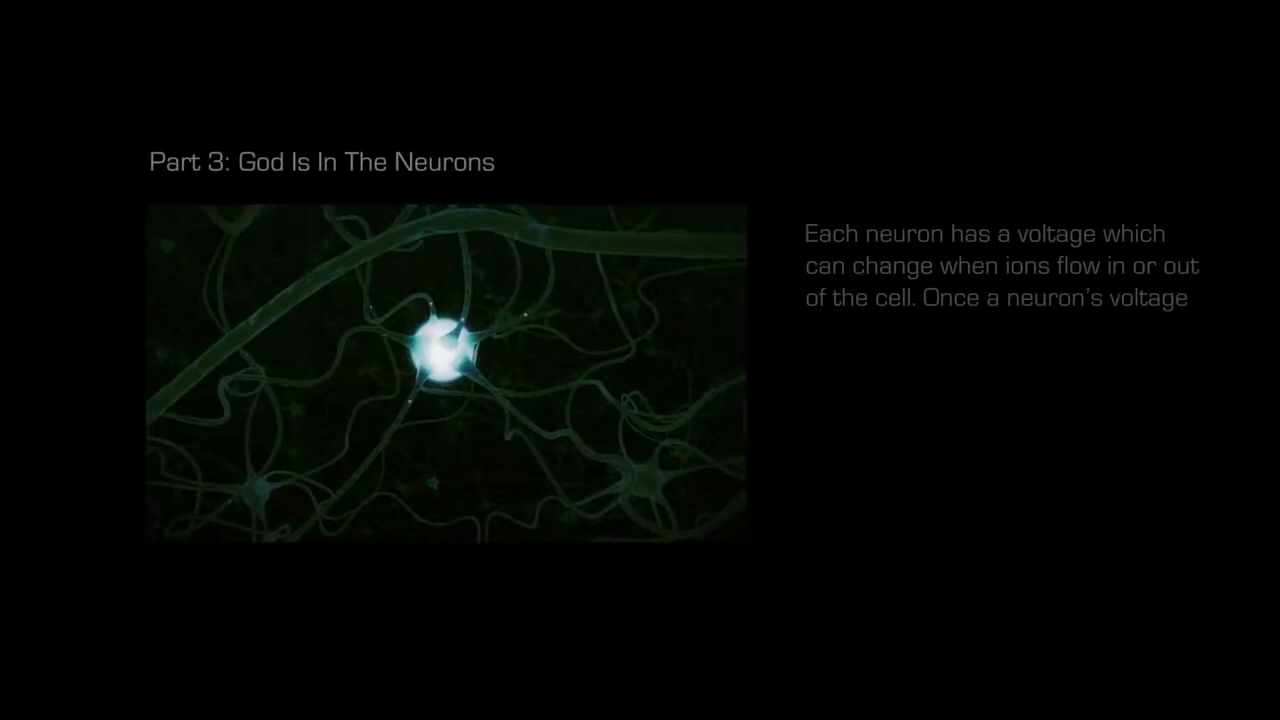 Part 3: God Is In The Neurons
Each neuron has a voltage which
can change when ions flow in or out
of the cell. Once a neuron's voltage